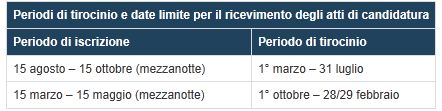 Periodi di tirocinio e date limite per il ricevimento degli atti di candidatura
Periodo di iscrizione Periodo di tirocinio
15 agosto – 15 ottobre (mezzanotte) 1° marzo – 31 luglio
15 marzo – 15 maggio (mezzanotte) 1° ottobre – 28/29 febbraio